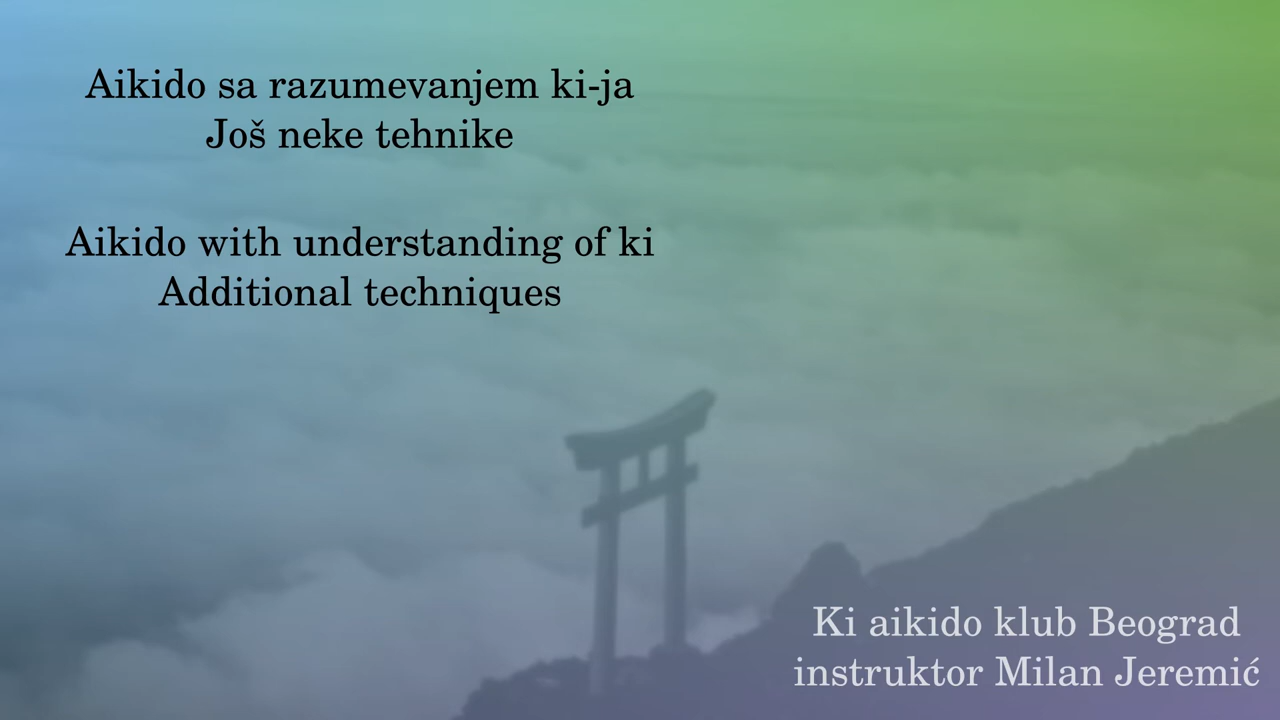 Aikido sa razumevanjem ki-ja
Još neke tehnike
Aikido with understanding of ki
Additional techniques
Ki aikido klub Beograd
instruktor Milan Jeremić